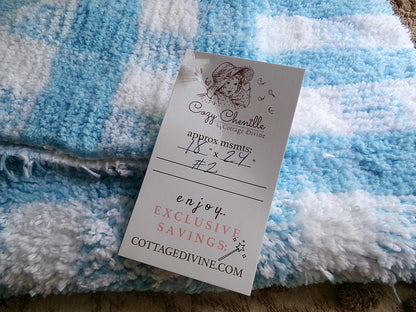 Cozy Chenille
by Cottage Divine
approx msmts:
18" x 24"
#2
enjoy.
EXCLUSIVE
SAVINGS:
COTTAGEDIVINE.COM